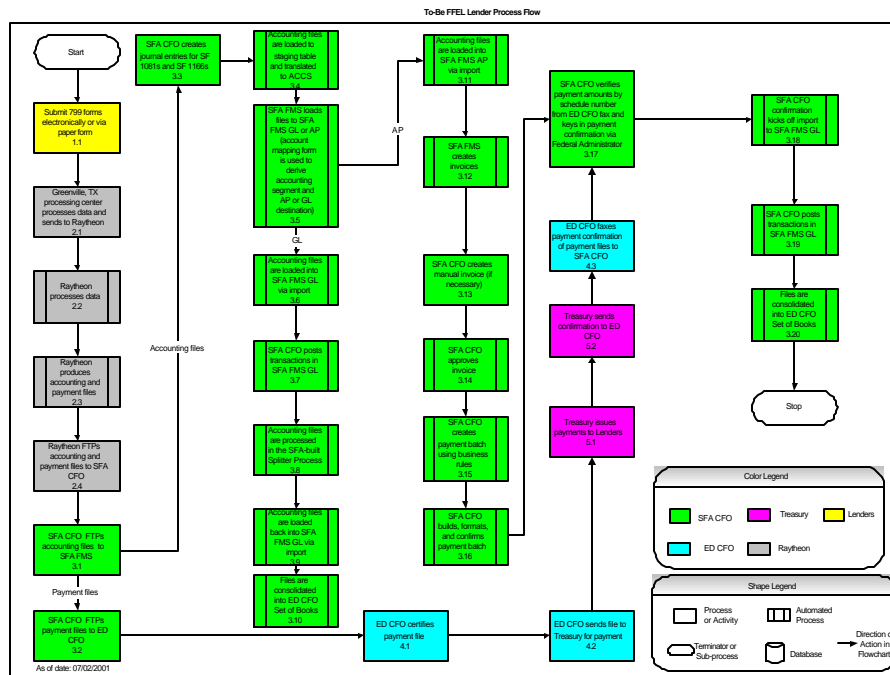 To-Be FFEL Lender Process Flow
Start
Submit 799 forms
electronically or via
paper form
1.1
Greenville, TX
processing center
processes data and
sends to Raytheon
2.1
Raytheon
processes data
2.2
Raytheon
produces
accounting and
payment files
2.3
Raytheon FTPs
accounting and
payment files to SFA
CFO
2.4
SFA CFO FTPs
accounting files to
SFA FMS
3.1
Payment files
SFA CFO FTPs
payment files to ED
CFO
3.2
As of date: 07/02/2001
Accounting files
SFA CFO creates
journal entries for SF
1081s and SF 1166s
3.3
Accounting files
are loaded to
staging table and
translated to ACCS
3.4
SFA FMS loads
files to SFA
FMS GL or AP
(account
mapping form
is used to
derive
accounting
segment and
AP or GL
destination)
3.5
GL
Accounting files
are loaded into
SFA FMS GL
via import
3.6
SFA CFO posts
transactions in
SFA FMS GL
3.7
Accounting files
are processed
in the SFA-built
Splitter Process
3.8
Accounting files
are loaded
back into SFA
FMS GL via
import
3.9
Files are
consolidated
into ED CFO
Set of Books
3.10
AP
Accounting files
are loaded into
SFA FMS AP
via import
3.11
SFA FMS
creates
invoices
3.12
SFA CFO creates
manual invoice (if
necessary)
3.13
SFA CFO
approves
invoice
3.14
SFA CFO
creates
payment batch
using business
rules
3.15
SFA CFO
builds, formats,
and confirms
payment batch
3.16
ED CFO certifies
payment file
4.1
ED CFO sends file to
Treasury for payment
4.2
Treasury issues
payments to Lenders
5.1
Treasury sends
confirmation to ED
CFO
5.2
ED CFO faxes
payment confirmation
of payment files to
SFA CFO
4.3
SFA CFO verifies
payment amounts by
schedule number
from ED CFO fax and
keys in payment
confirmation via
Federal Administrator
3.17
SFA CFO
confirmation
kicks off import
to SFA FMS GL
3.18
SFA CFO posts
transactions in
SFA FMS GL
3.19
Files are
consolidated
into ED CFO
Set of Books
3.20
Stop
Color Legend
SFA CFO
Treasury
Lenders
ED CFO
Raytheon
Shape Legend
Process
or Activity
Automated
Process
Terminator or
Sub-process
Database
Direction of
Action in
Flowchart